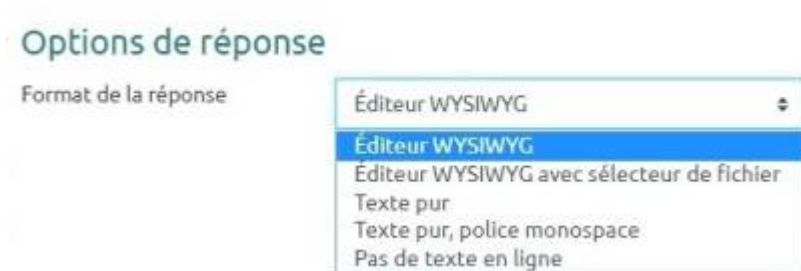 Options de réponse
Format de la réponse
Éditeur WYSIWYG
Éditeur WYSIWYG
Éditeur WYSIWYG avec sélecteur de fichier
Texte pur
Texte pur, police monospace
Pas de texte en ligne